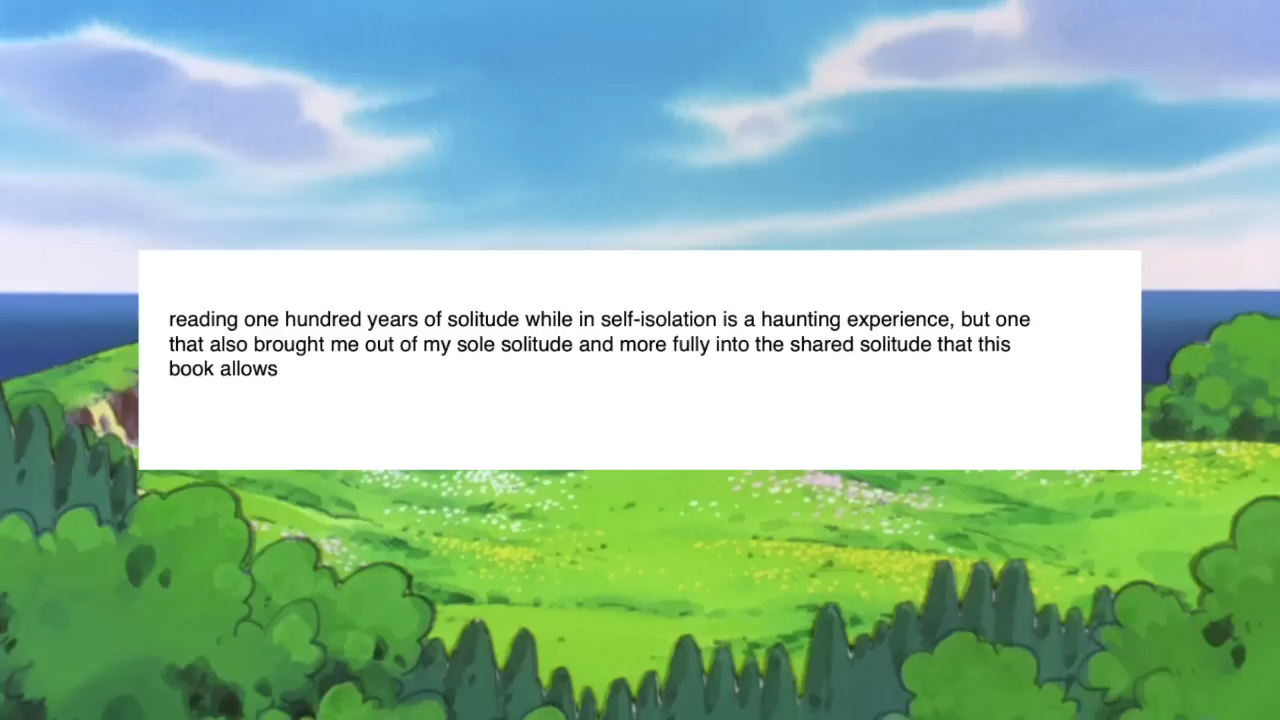 reading one hundred years of solitude while in self-isolation is a haunting experience, but one
that also brought me out of my sole solitude and more fully into the shared solitude that this
book allows